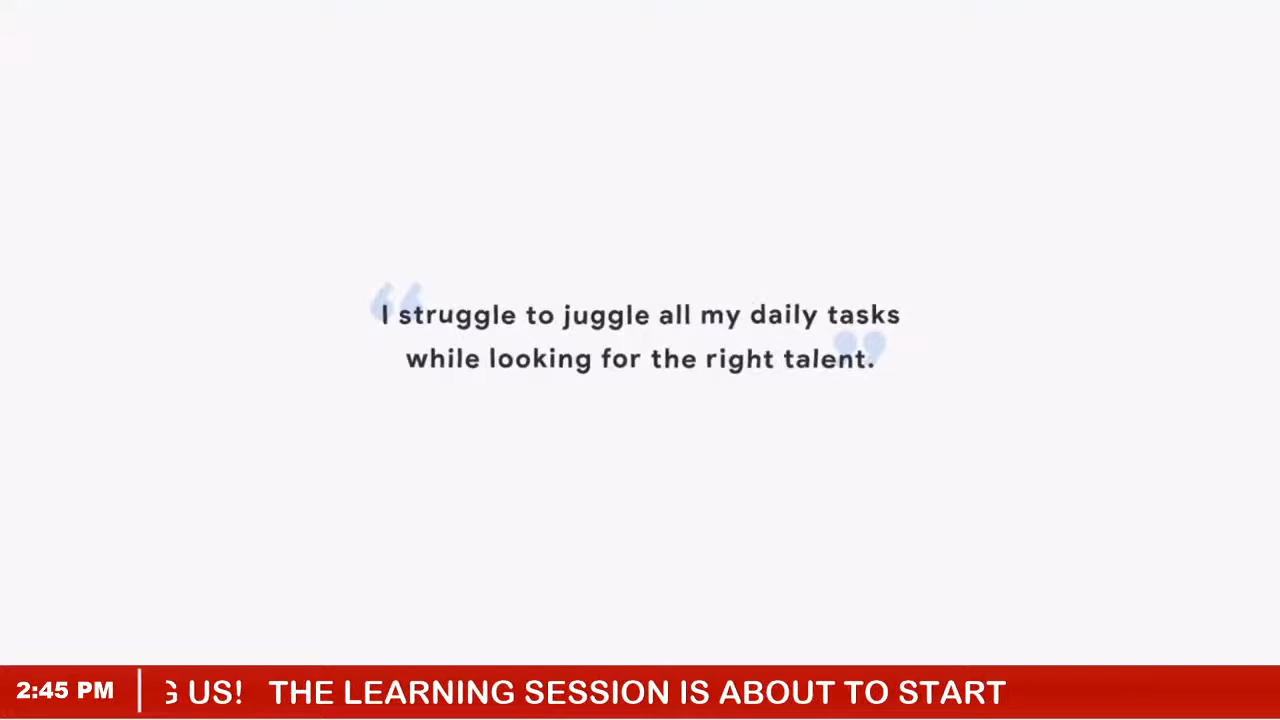 I struggle to juggle all my daily tasks
while looking for the right talent.
2:45 PM
G US! THE LEARNING SESSION IS ABOUT TO START